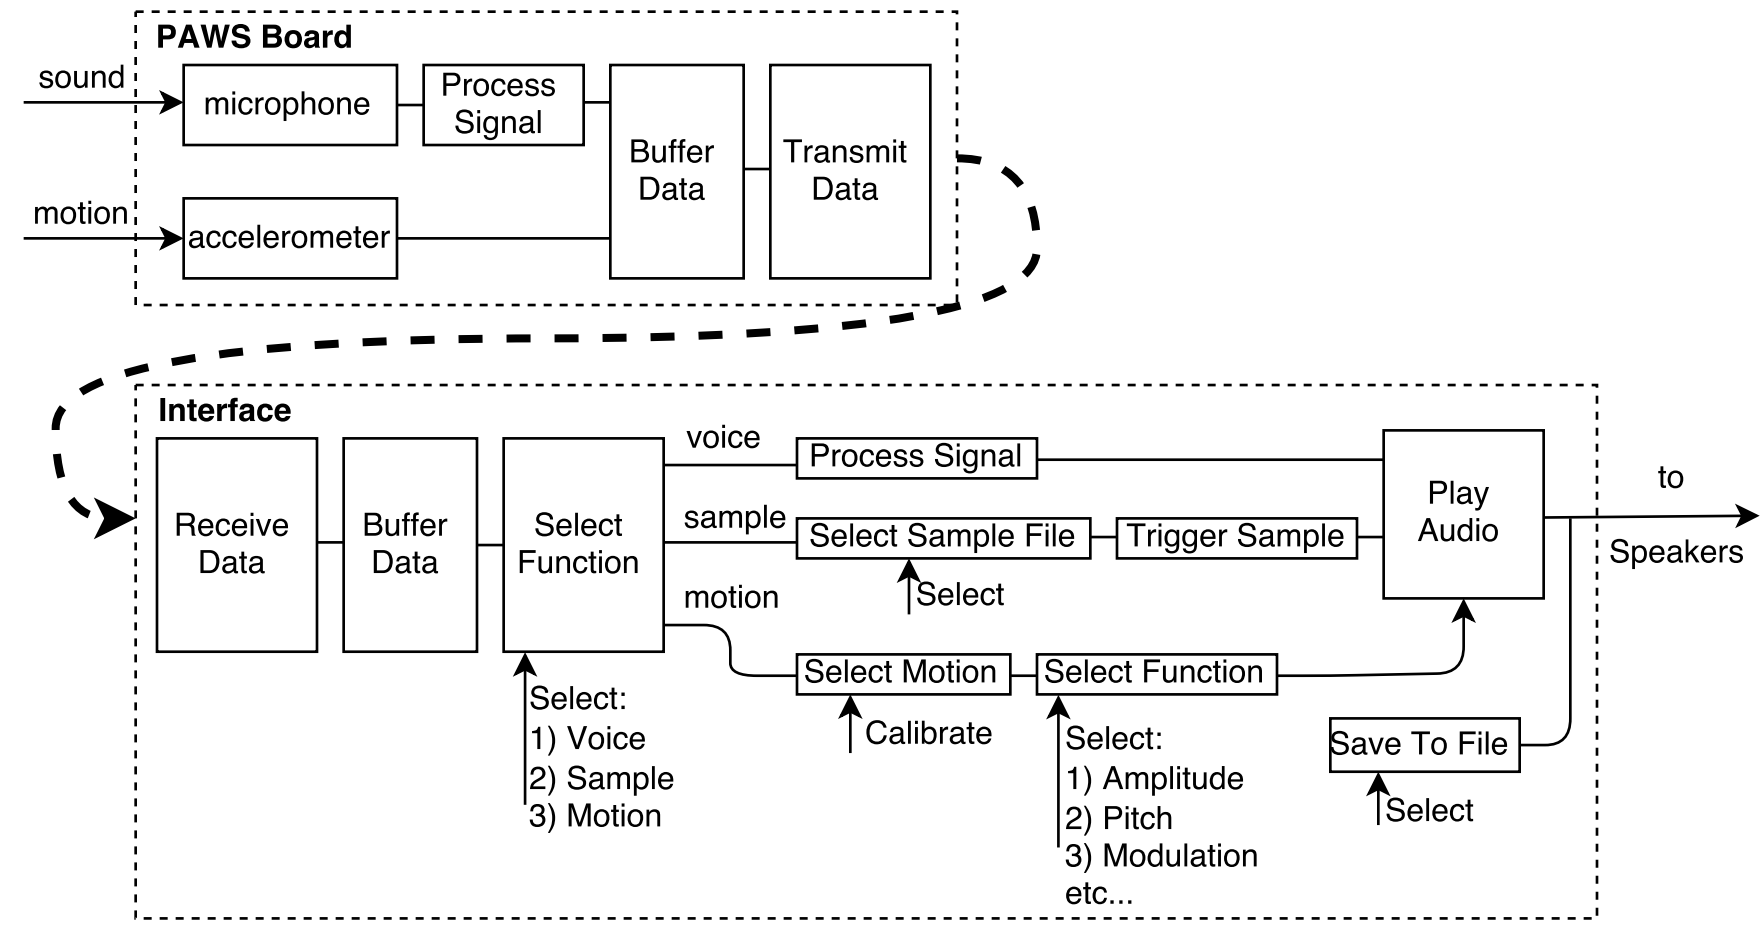 PAWS Board
sound
microphone
Process
Signal
Buffer
Data
Transmit
Data
motion
accelerometer
Interface
Receive
Data
Buffer
Data
Select
Function
Select:
1) Voice
2) Sample
3) Motion
voice
Process Signal
sample
Select Sample File
Select
Trigger Sample
motion
Select Motion
Calibrate
Select Function
Select:
1) Amplitude
2) Pitch
3) Modulation
etc...
Play
Audio
to
Speakers
Save To File
Select